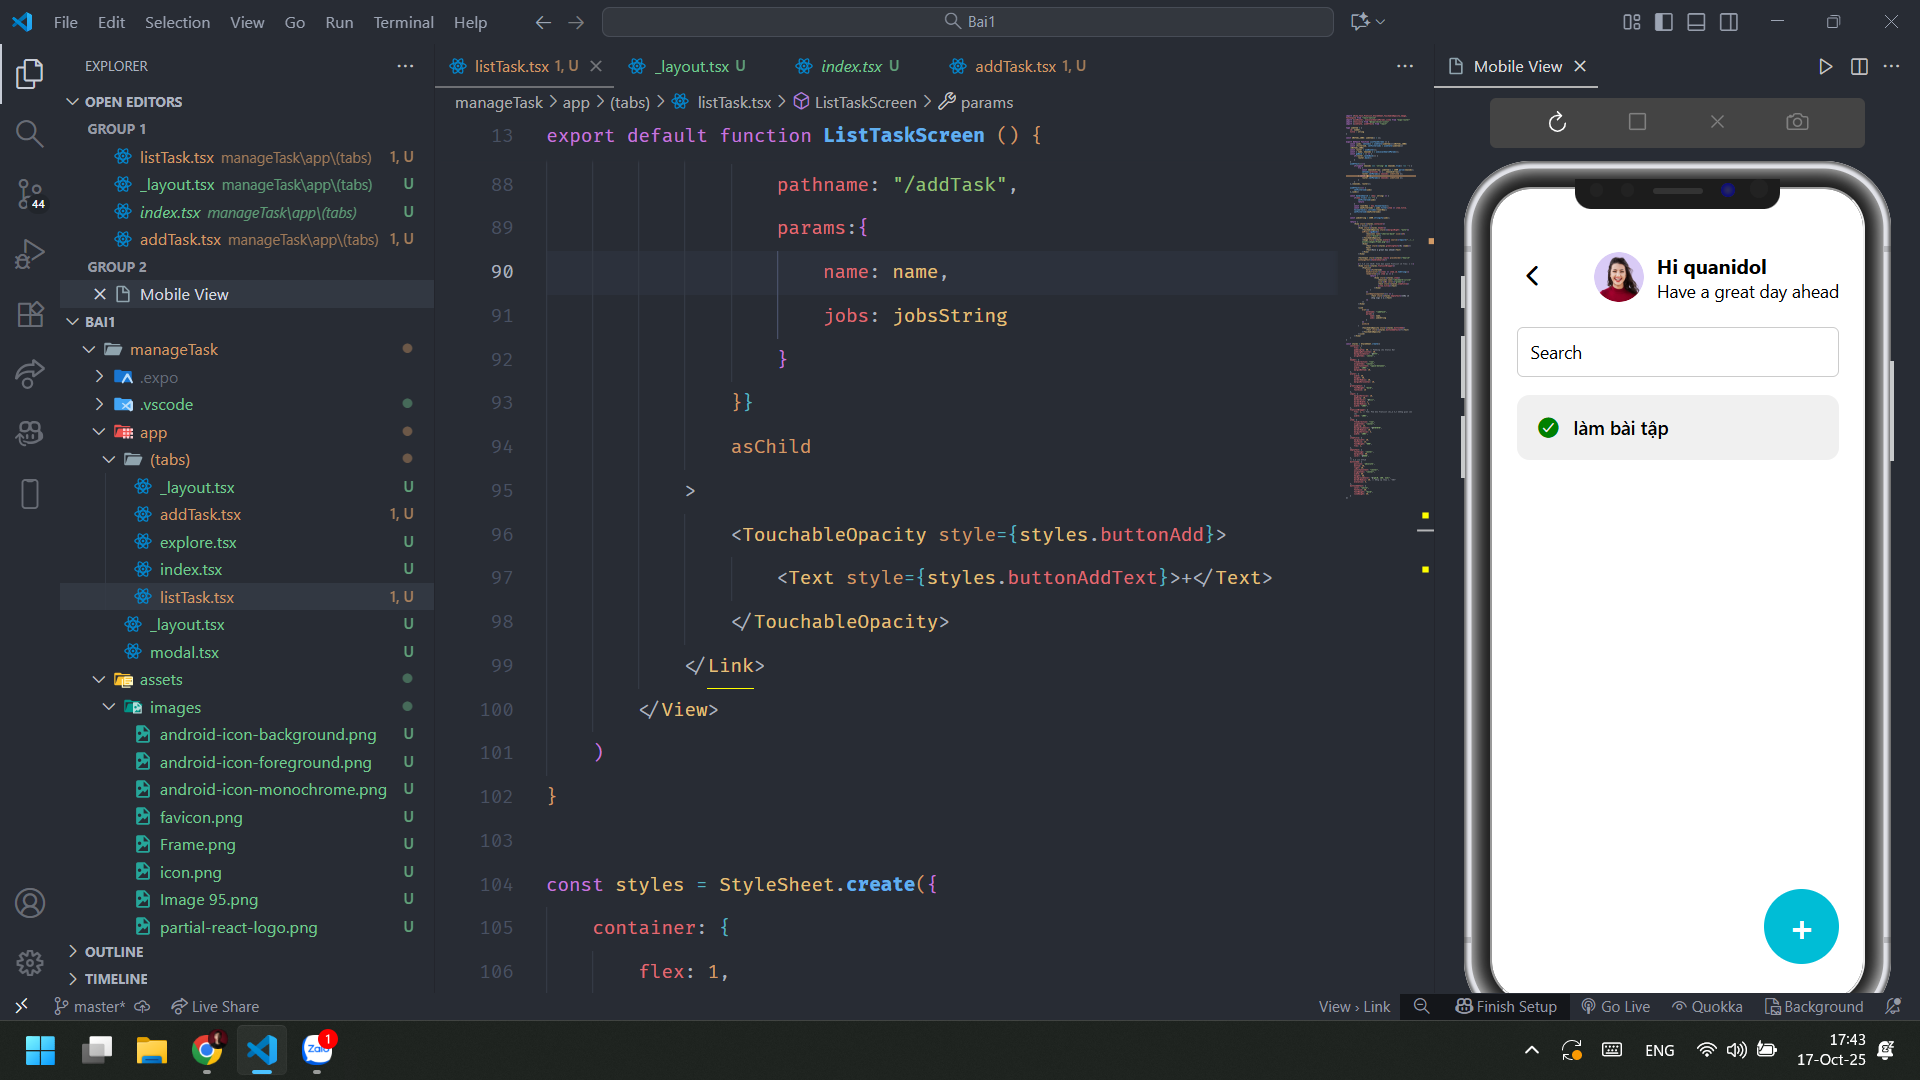 File Edit Selection View Go Run Terminal Help
Bai1
EXPLORER
OPEN EDITORS
GROUP 1
listTask.tsx manageTask\app\(tabs) 1, U
_layout.tsx manageTask\app\(tabs) U
index.tsx manageTask\app\(tabs) U
addTask.tsx manageTask\app\(tabs) 1, U
GROUP 2
Mobile View
BAI1
manageTask
.expo
.vscode
app
(tabs)
_layout.tsx U
addTask.tsx 1, U
explore.tsx U
index.tsx U
listTask.tsx 1, U
_layout.tsx U
modal.tsx U
assets
images
android-icon-background.png U
android-icon-foreground.png U
android-icon-monochrome.png U
favicon.png U
Frame.png U
icon.png U
Image 95.png U
partial-react-logo.png U
OUTLINE
TIMELINE
44
listTask.tsx 1, U
_layout.tsx U
index.tsx U
addTask.tsx 1, U
manageTask > app > (tabs) > listTask.tsx > ListTaskScreen > params
13 export default function ListTaskScreen () {
88 pathname: "/addTask",
89 params:{
90 name: name,
91 jobs: jobsString
92 }
93 }}
94 asChild
95 >
96 <TouchableOpacity style={styles.buttonAdd}>
97 <Text style={styles.buttonAddText}>+</Text>
98 </TouchableOpacity>
99 </Link>
100 </View>
101 )
102 }
103
104 const styles = StyleSheet.create({
105 container: {
106 flex: 1,
Mobile View
Hi quanidol
Have a great day ahead
Search
làm bài tập
+
master*
Live Share
View › Link
Finish Setup
Go Live
Quokka
Background
Zalo
1
ENG
17:43
17-Oct-25